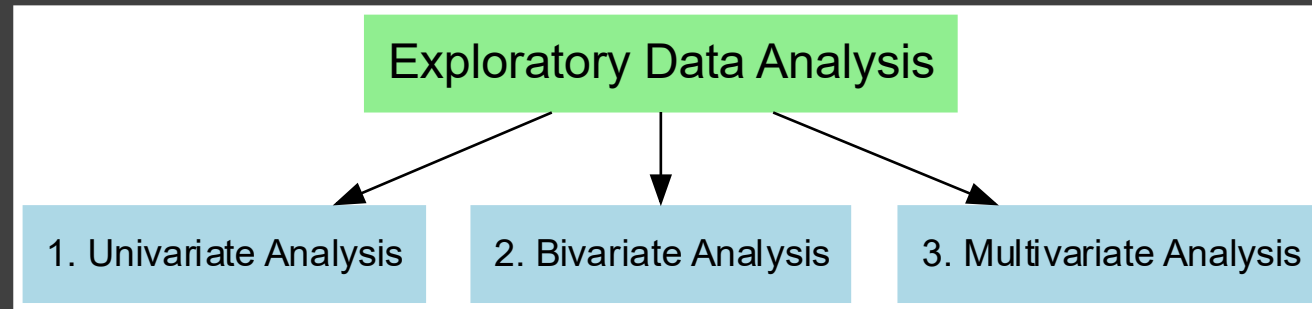 Exploratory Data Analysis
1. Univariate Analysis
2. Bivariate Analysis
3. Multivariate Analysis